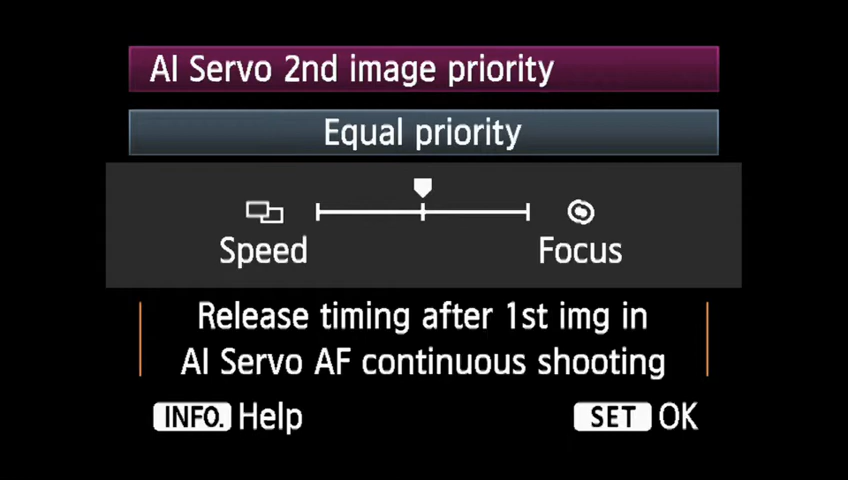 AI Servo 2nd image priority
Equal priority
Speed Focus
Release timing after 1st img in
AI Servo AF continuous shooting
INFO. Help SET OK